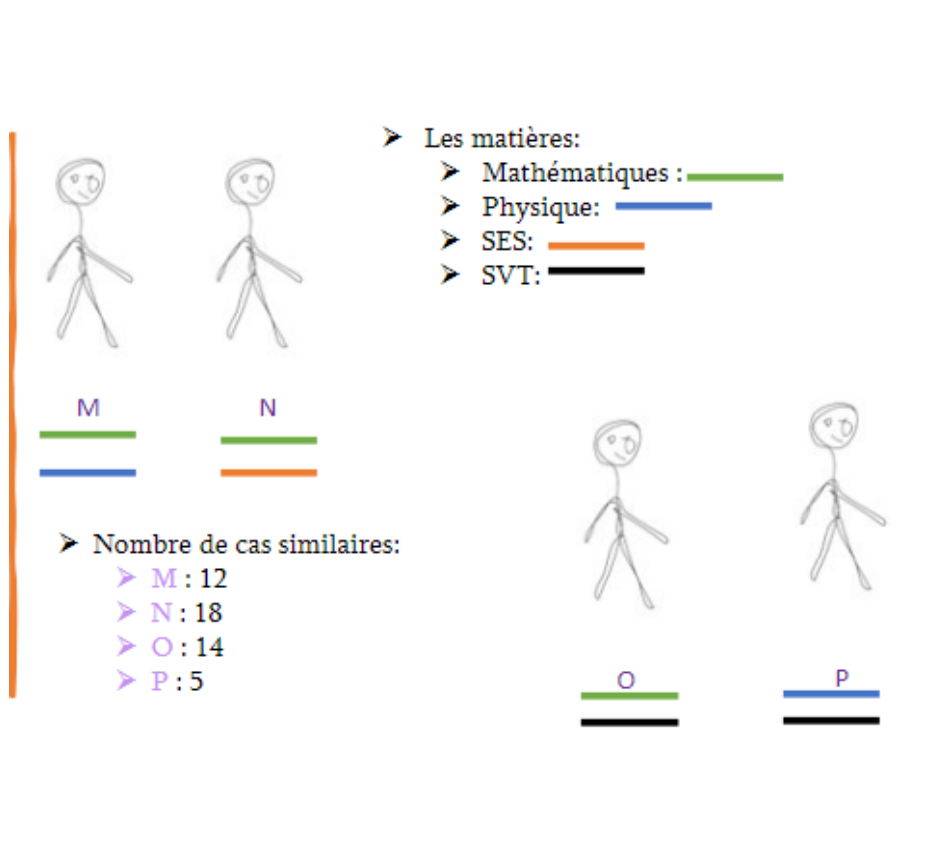 ➤ Les matières:
➤ Mathématiques :
➤ Physique:
➤ SES:
➤ SVT:
M
N
➤ Nombre de cas similaires:
➤ M : 12
➤ N : 18
➤ O : 14
➤ P : 5
O
P